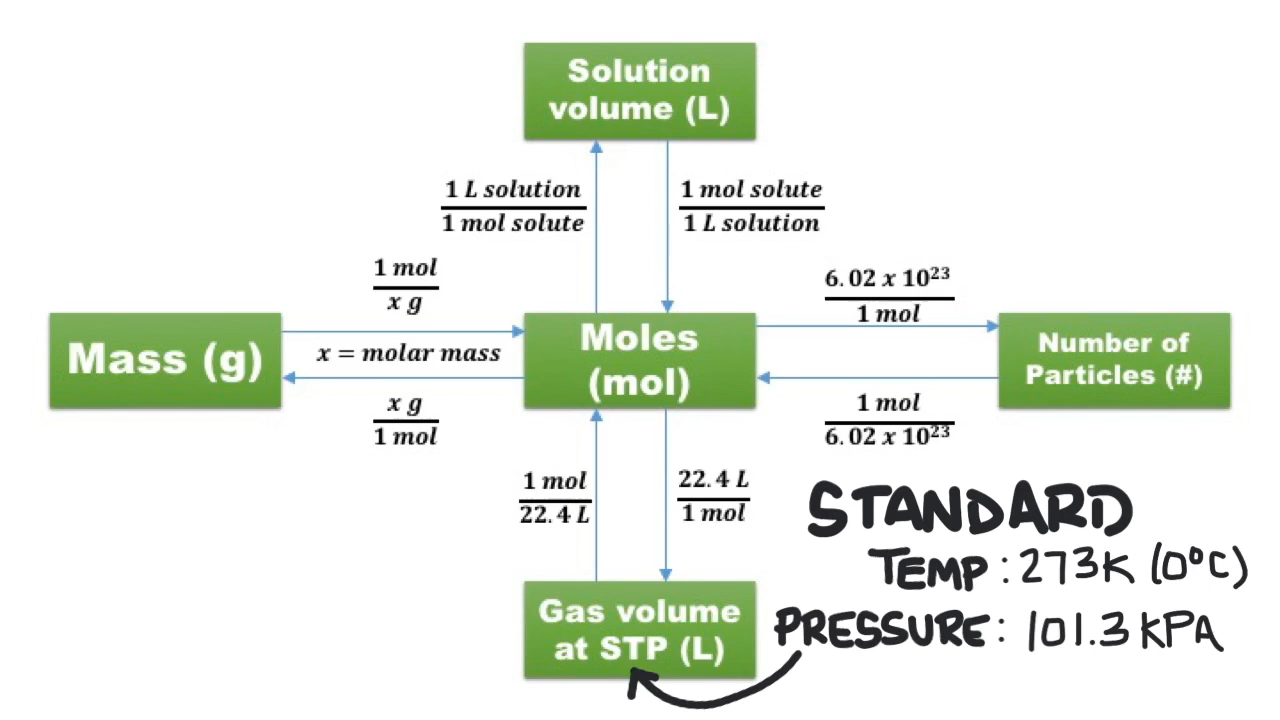 Solution
volume (L)
1 L solution
1 mol solute
1 mol solute
1 L solution
1 mol
x g
6.02 x 10²³
1 mol
Mass (g)
x = molar mass
Moles
(mol)
Number of
Particles (#)
x g
1 mol
1 mol
6.02 x 10²³
1 mol
22.4 L
22.4 L
1 mol
STANDARD
TEMP : 273K (0°C)
Gas volume
at STP (L)
PRESSURE : 101.3 KPA